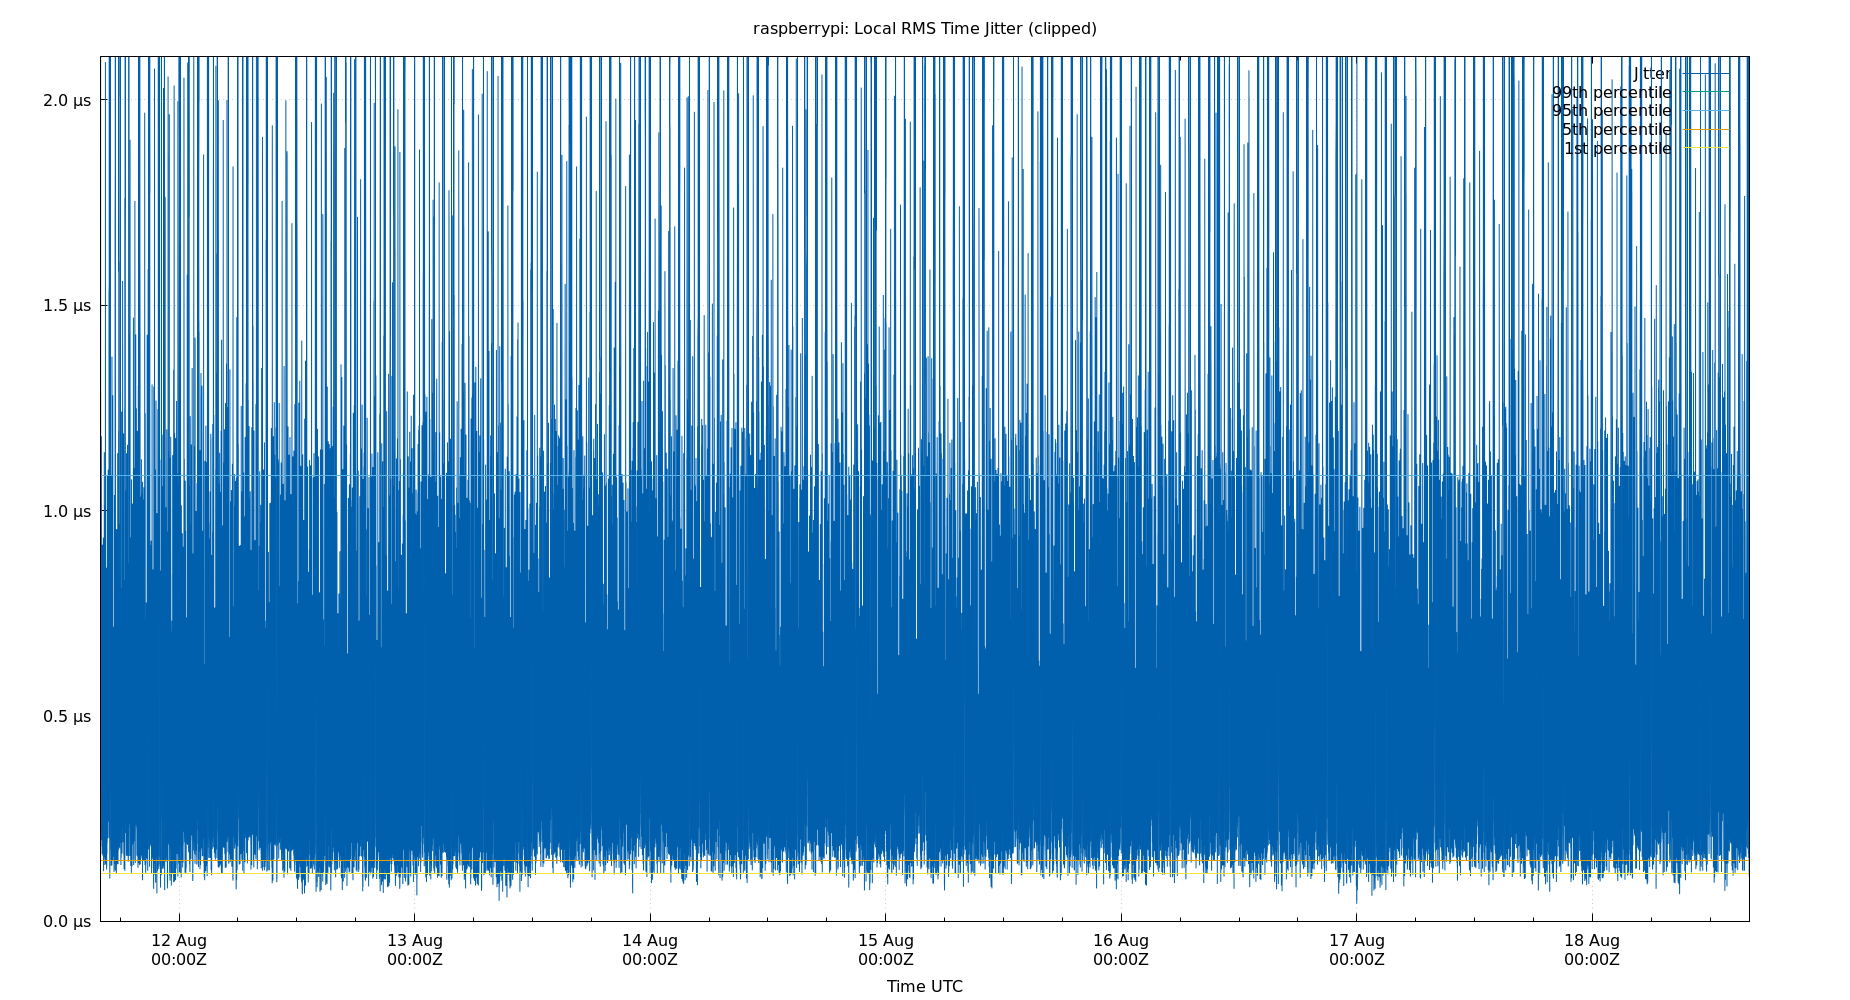 raspberrypi: Local RMS Time Jitter (clipped)
Jitter
99th percentile
95th percentile
5th percentile
1st percentile
2.0 µs
1.5 µs
1.0 µs
0.5 µs
0.0 µs
12 Aug 13 Aug 14 Aug 15 Aug 16 Aug 17 Aug 18 Aug
00:00Z 00:00Z 00:00Z 00:00Z 00:00Z 00:00Z 00:00Z
Time UTC